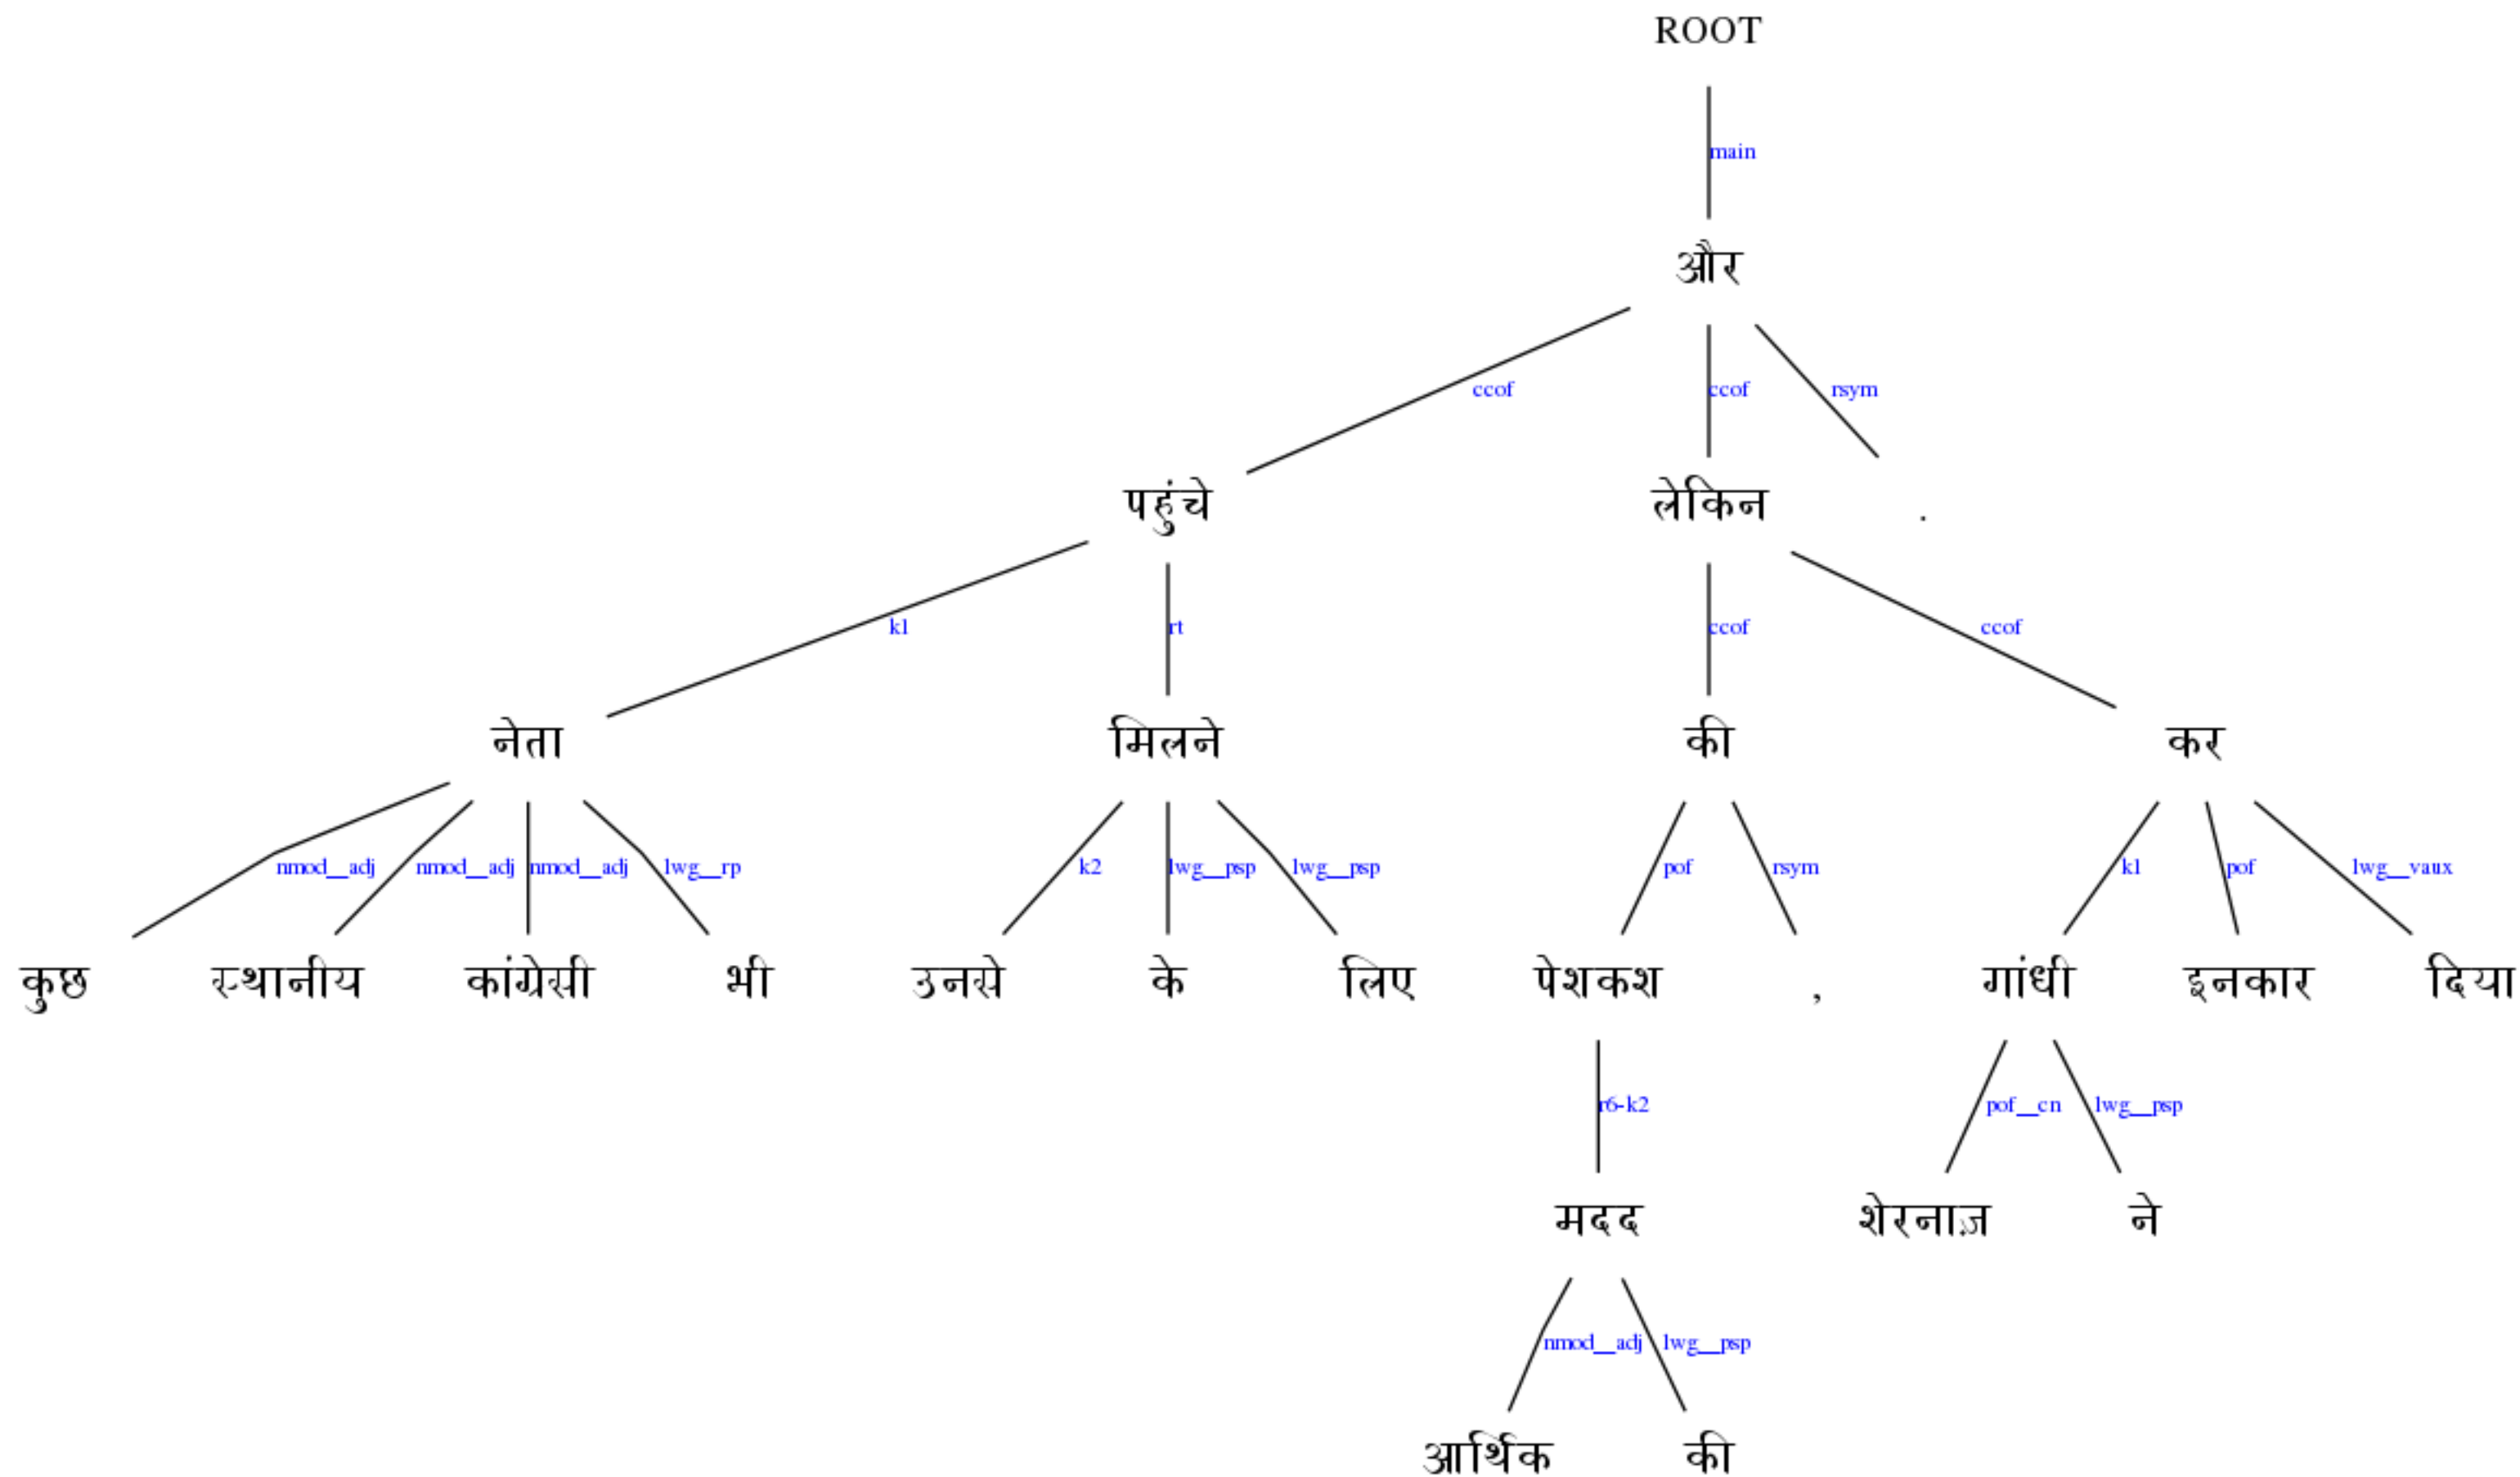 ROOT
main
और
ccof ccof rsym
पहुंचे लेकिन .
k1 rt ccof ccof
नेता मिलने की कर
nmod__adj nmod__adj nmod__adj lwg__rp k2 lwg__psp lwg__psp pof rsym k1 pof lwg__vaux
कुछ स्थानीय कांग्रेसी भी उनसे के लिए पेशकश , गांधी इनकार दिया
r6-k2 pof__cn lwg__psp
मदद शेरनाज़ ने
nmod__adj lwg__psp
आर्थिक की